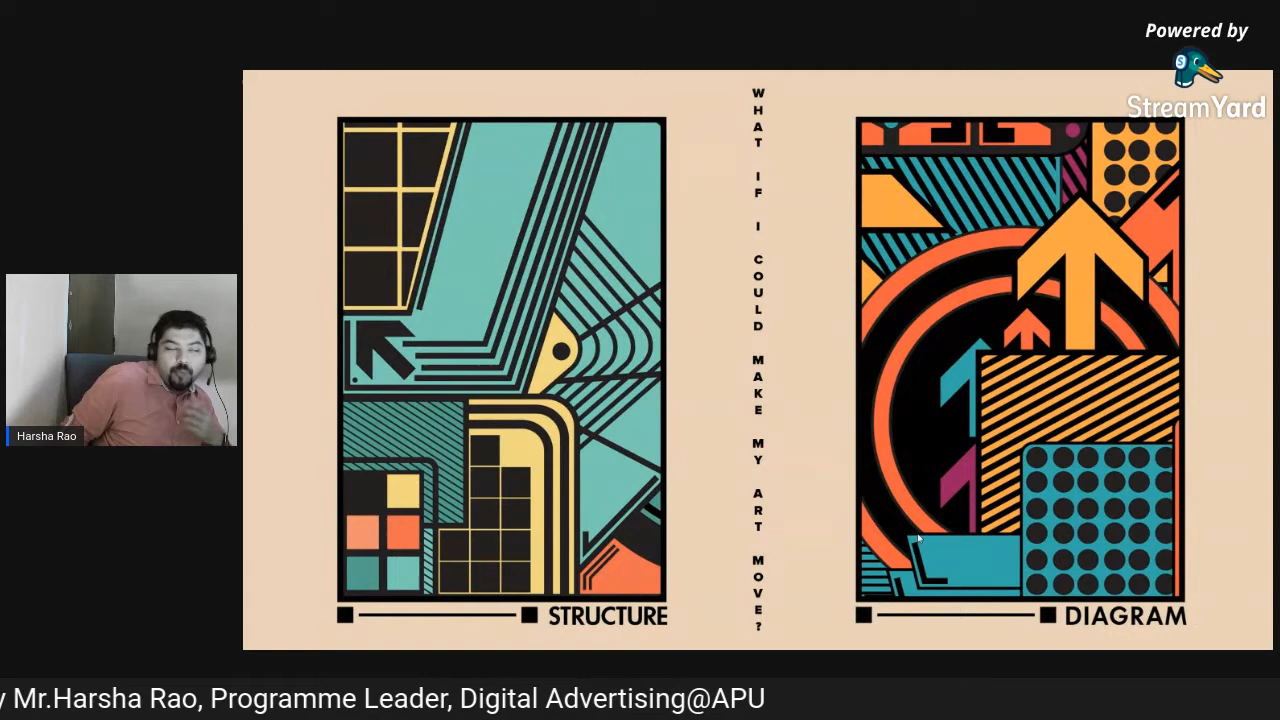 Powered by
StreamYard
WHAT IF I COULD MAKE MY ART MOVE?
STRUCTURE
DIAGRAM
Harsha Rao
Mr.Harsha Rao, Programme Leader, Digital Advertising@APU